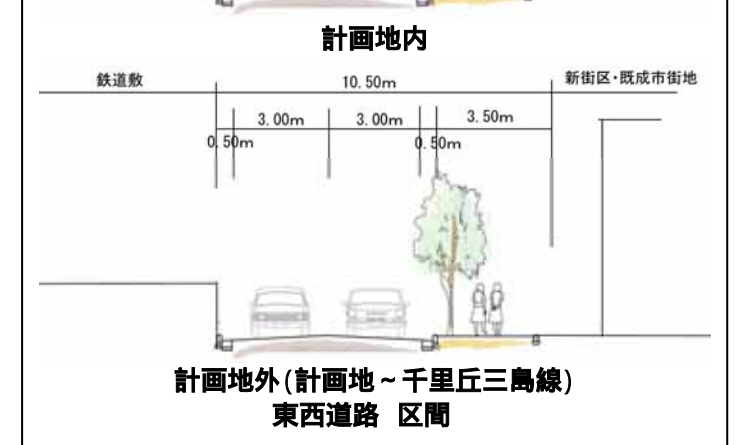 計画地内
鉄道敷
10.50m
新街区・既成市街地
3.00m
3.00m
3.50m
0.50m
0.50m
計画地外(計画地~千里丘三島線)
東西道路 区間